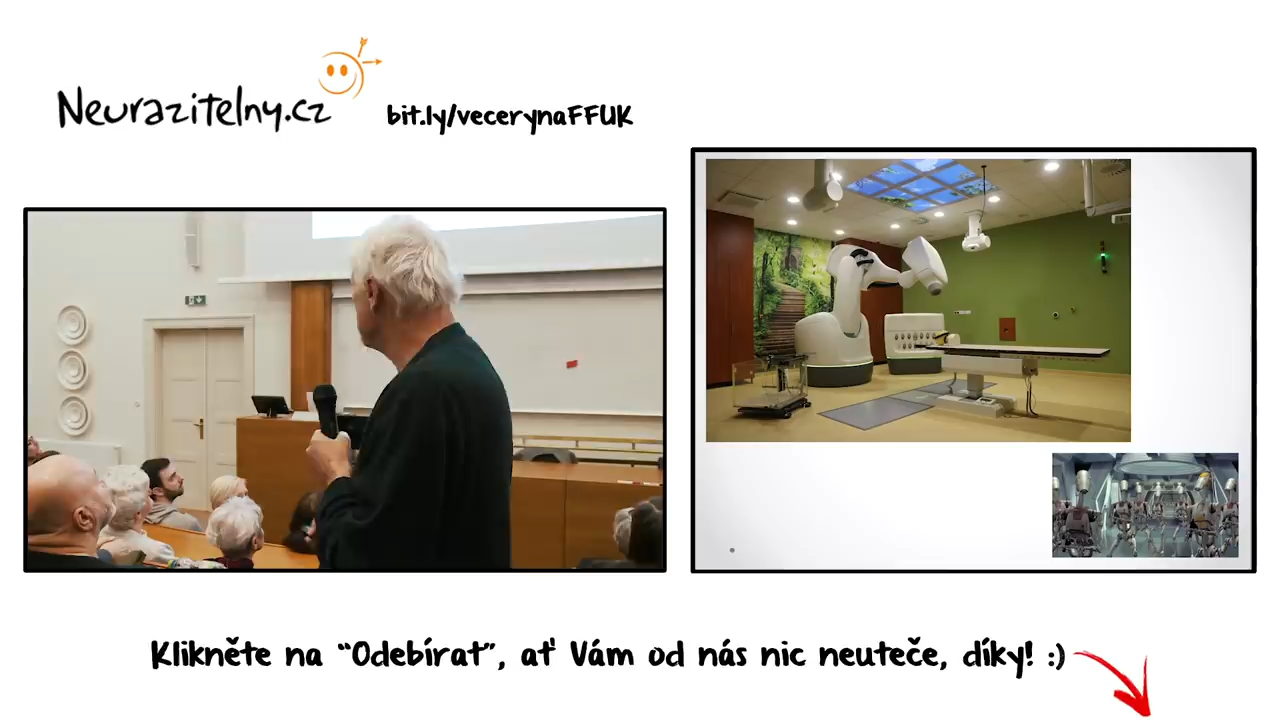 Neurazitelny.cz
bit.ly/vecerynaFFUK
Klikněte na “Odebírat”, ať Vám od nás nic neuteče, díky! :)